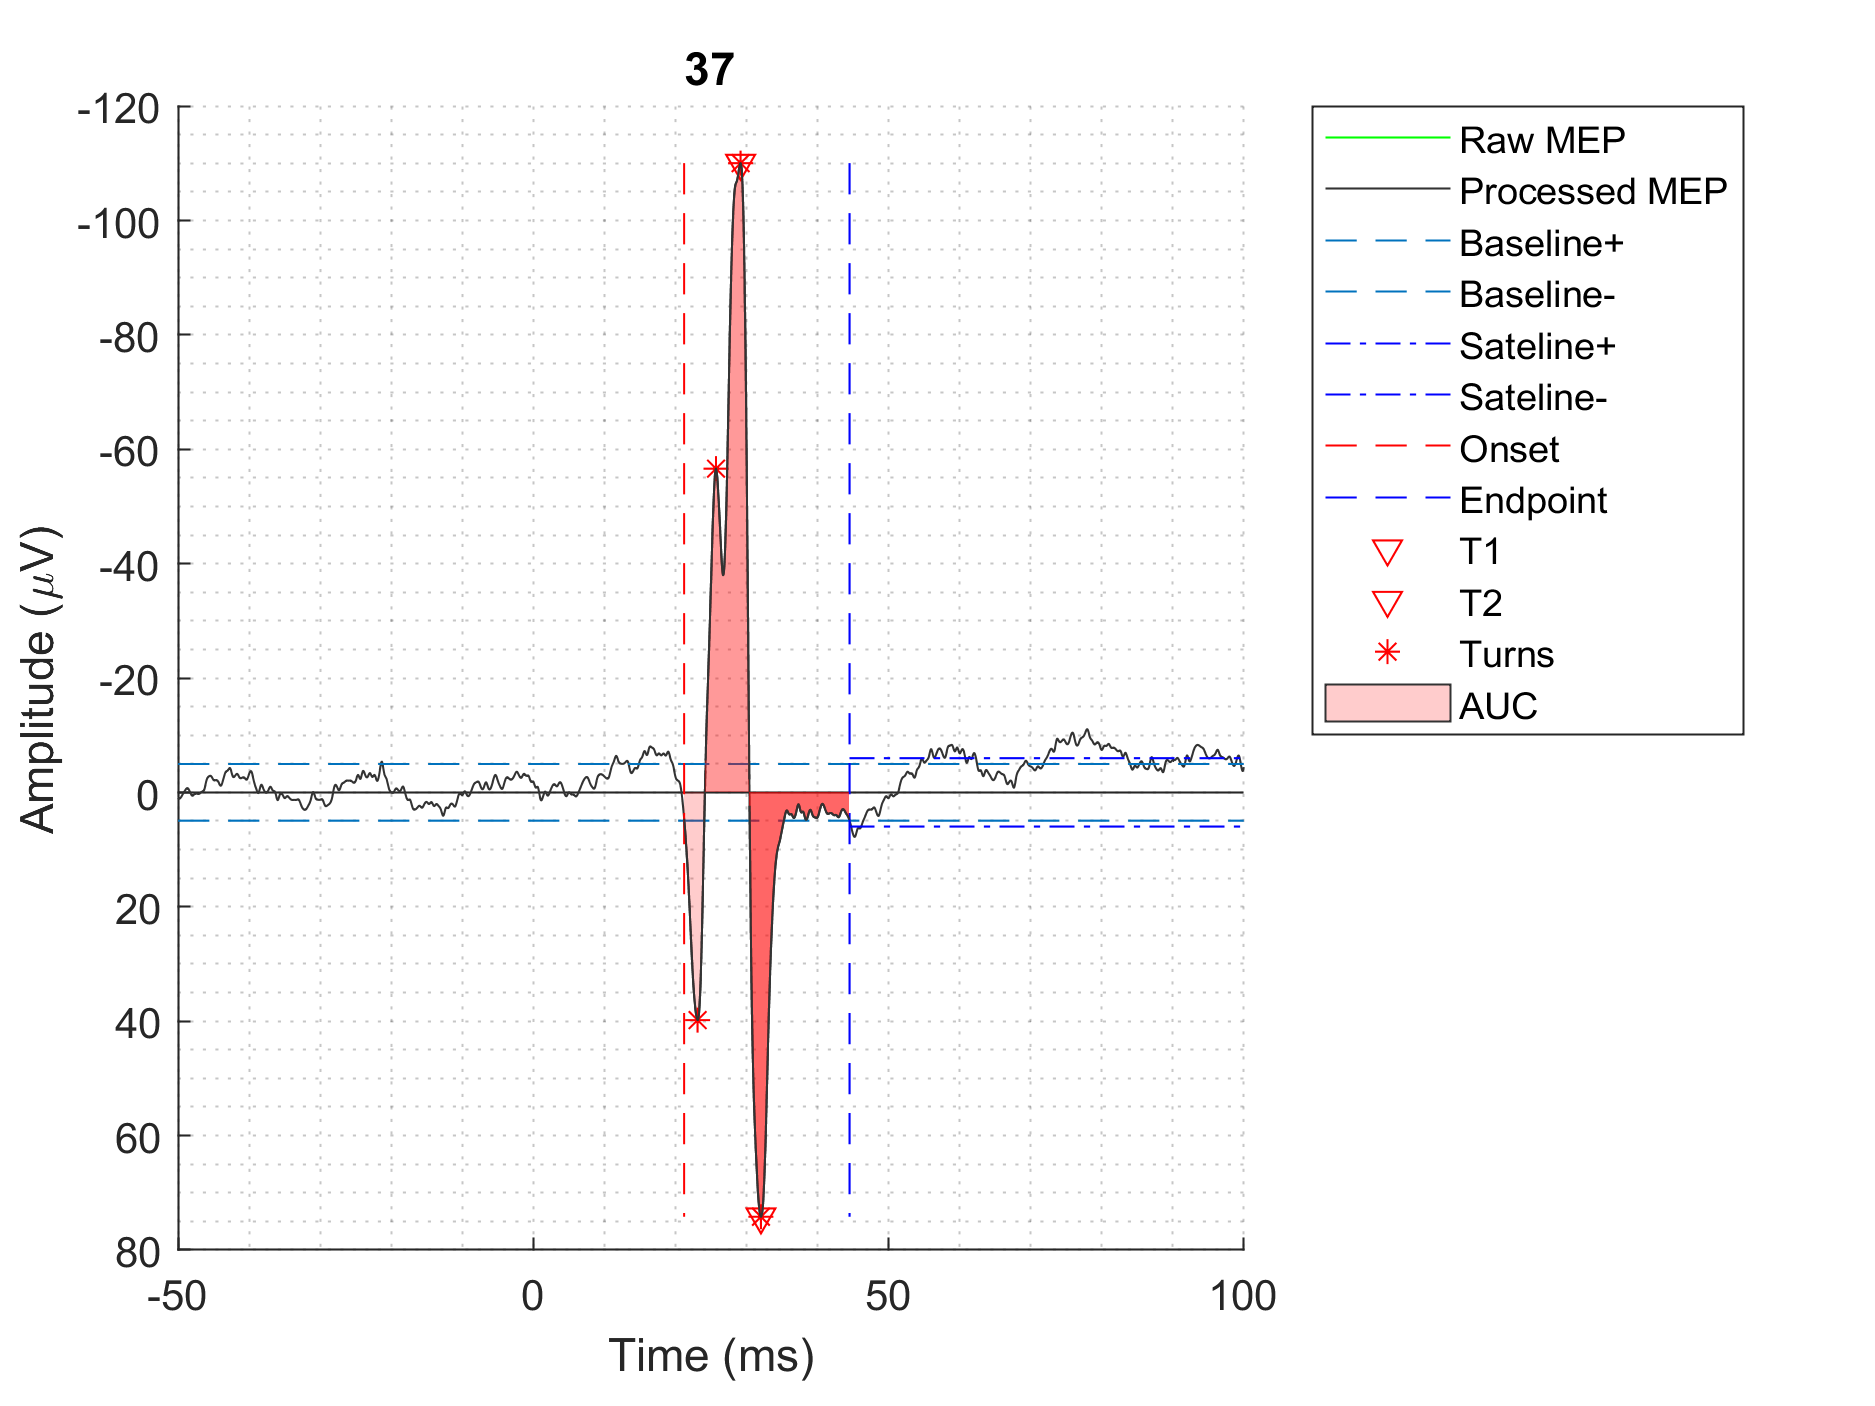 37
-120
-100
-80
-60
-40
-20
0
20
40
60
80
-50
0
50
100
Time (ms)
Amplitude (μV)
Raw MEP
Processed MEP
Baseline+
Baseline-
Sateline+
Sateline-
Onset
Endpoint
T1
T2
Turns
AUC